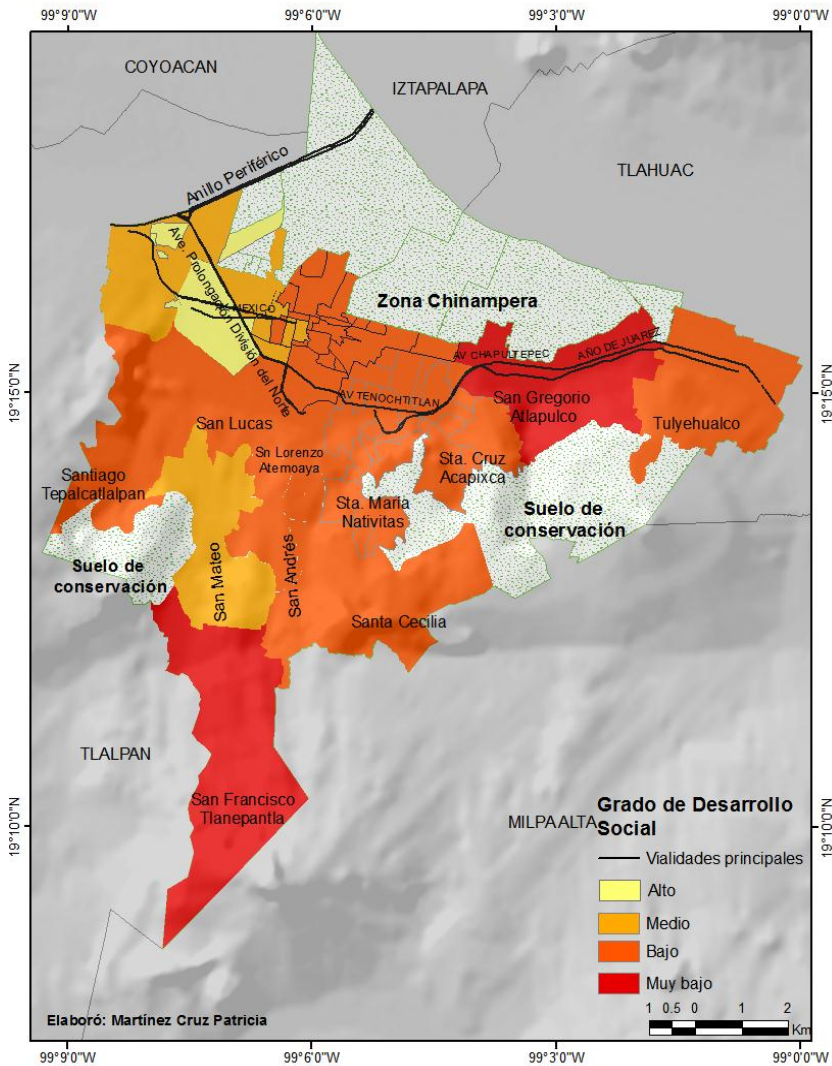 99°9'0"W
99°6'0"W
99°3'0"W
99°0'0"W
COYOACAN
IZTAPALAPA
TLAHUAC
Anillo Periférico
Ave. Prolongación División del Norte
Zona Chinampera
MEXICO
AV CHAPULTEPEC
AÑO DE JUAREZ
19°15'0"N
19°15'0"N
AV TENOCHTITLAN
San Gregorio
Atlapulco
San Lucas
Tulyehualco
Sn Lorenzo
Atemoaya
Santiago
Tepalcatlalpan
Sta. Cruz
Acapixca
Sta. María
Nativitas
Suelo de
conservación
Suelo de
conservación
San Mateo
San Andrés
Santa Cecilia
TLALPAN
San Francisco
Tlanepantla
MILPA ALTA
19°10'0"N
19°10'0"N
Grado de Desarrollo
Social
Vialidades principales
Alto
Medio
Bajo
Muy bajo
1 0.5 0 1 2
Km
Elaboró: Martínez Cruz Patricia
99°9'0"W
99°6'0"W
99°3'0"W
99°0'0"W